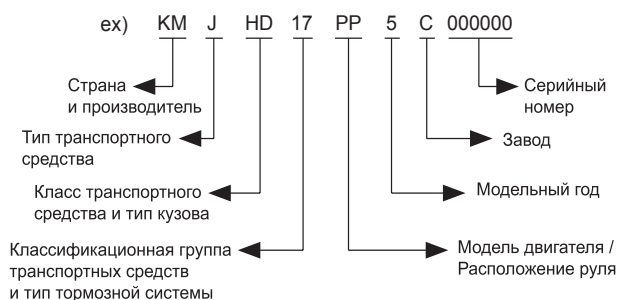 ex) KM J HD 17 PP 5 C 000000
Страна
и производитель
Тип транспортного
средства
Класс транспортного
средства и тип кузова
Классификационная группа
транспортных средств
и тип тормозной системы
Серийный
номер
Завод
Модельный год
Модель двигателя /
Расположение руля